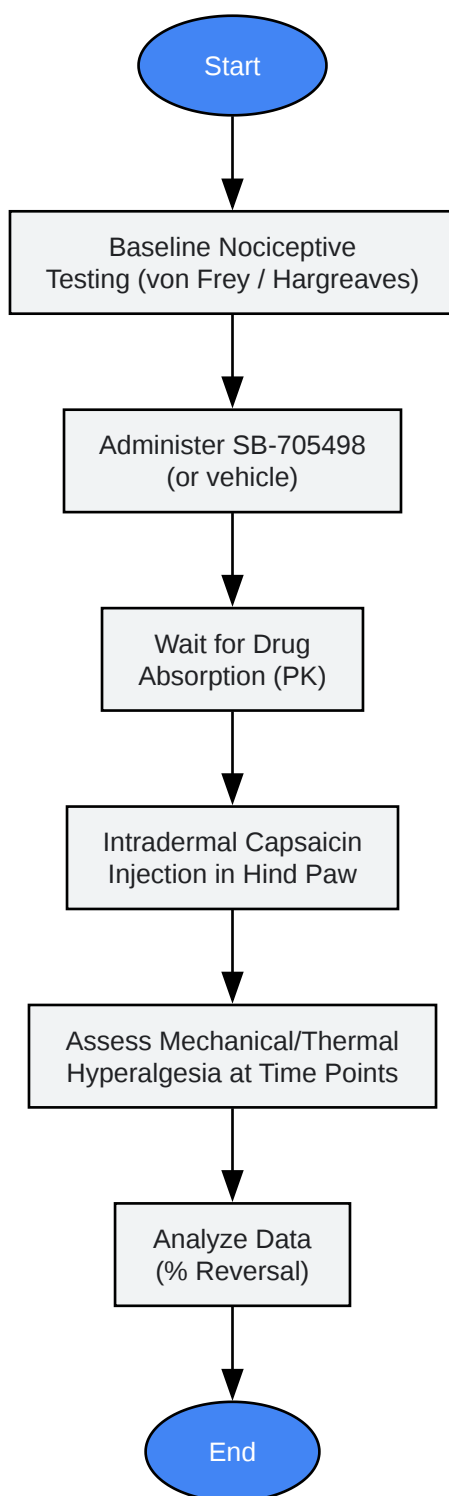 Start
Baseline Nociceptive
Testing (von Frey / Hargreaves)
Administer SB-705498
(or vehicle)
Wait for Drug
Absorption (PK)
Intradermal Capsaicin
Injection in Hind Paw
Assess Mechanical/Thermal
Hyperalgesia at Time Points
Analyze Data
(% Reversal)
End